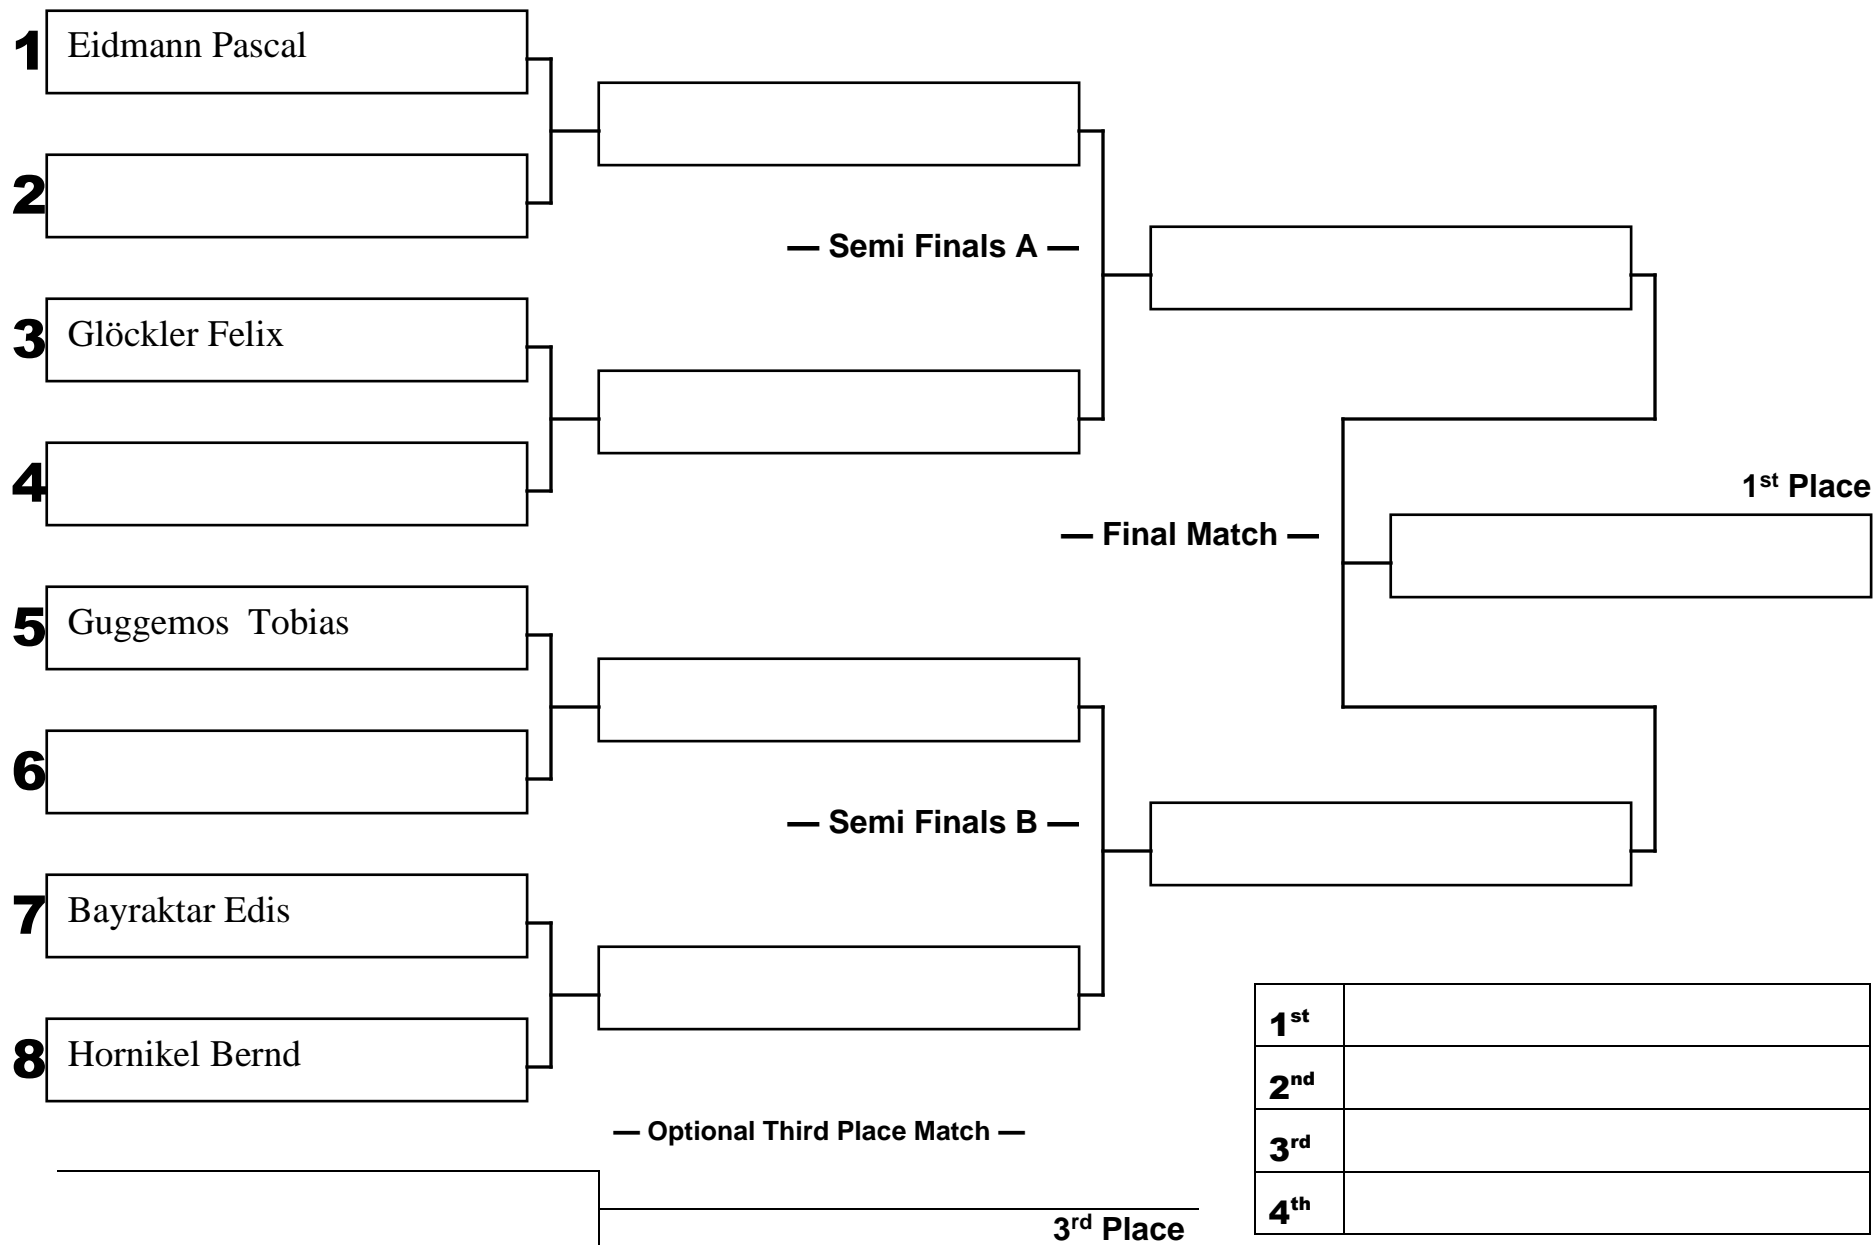 1 Eidmann Pascal
2
— Semi Finals A —
3 Glöckler Felix
4
1st Place
— Final Match —
5 Guggemos  Tobias
6
— Semi Finals B —
7 Bayraktar Edis
8 Hornikel Bernd
1st
2nd
— Optional Third Place Match —
3rd
4th
3rd Place